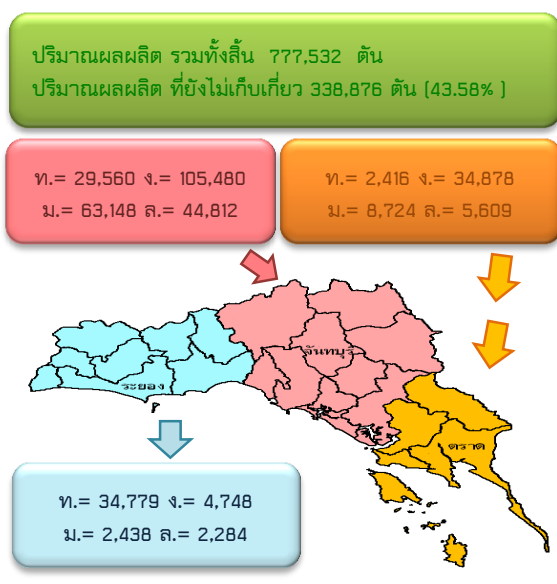 ปริมาณผลผลิต รวมทั้งสิ้น 777,532 ตัน
ปริมาณผลผลิต ที่ยังไม่เก็บเกี่ยว 338,876 ตัน (43.58% )
ท.= 29,560 ง.= 105,480
ม.= 63,148 ล.= 44,812
ท.= 2,416 ง.= 34,878
ม.= 8,724 ล.= 5,609
จันทบุรี
ระยอง
ตราด
ท.= 34,779 ง.= 4,748
ม.= 2,438 ล.= 2,284